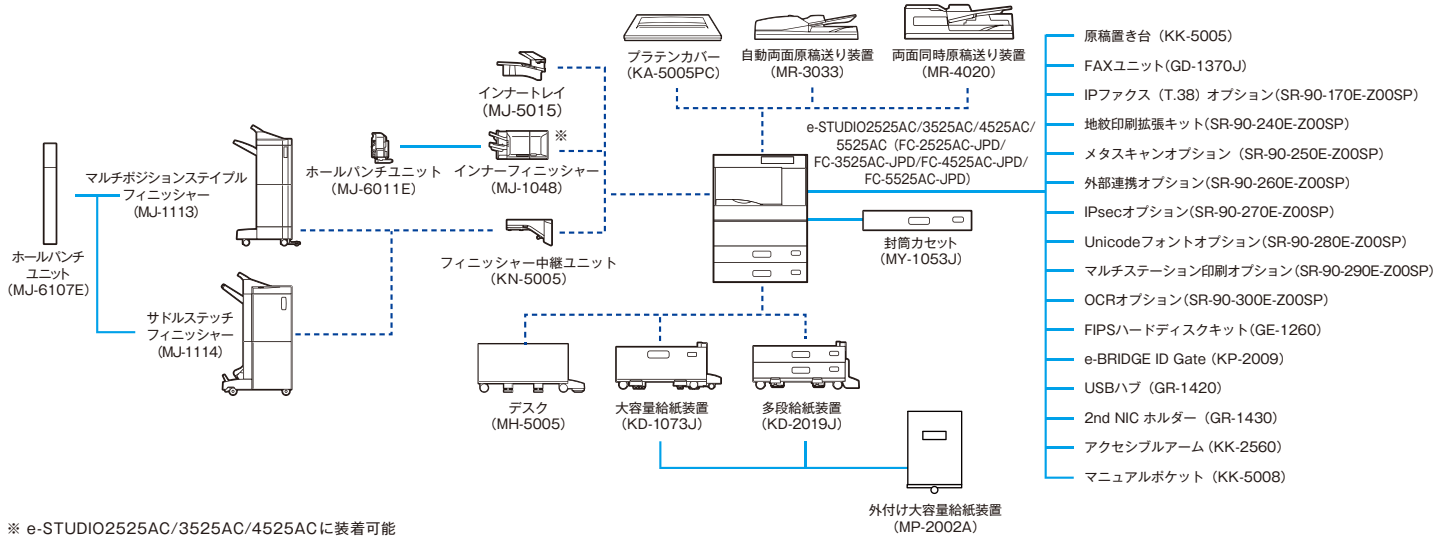 プラテンカバー
(KA-5005PC)
自動両面原稿送り装置
(MR-3033)
両面同時原稿送り装置
(MR-4020)
インナートレイ
(MJ-5015)
※
ホールパンチユニット
(MJ-6011E)
インナーフィニッシャー
(MJ-1048)
マルチポジションステイプル
フィニッシャー
(MJ-1113)
フィニッシャー中継ユニット
(KN-5005)
ホールパンチ
ユニット
(MJ-6107E)
サドルステッチ
フィニッシャー
(MJ-1114)
e-STUDIO2525AC/3525AC/4525AC/
5525AC（FC-2525AC-JPD/
FC-3525AC-JPD/FC-4525AC-JPD/
FC-5525AC-JPD）
封筒カセット
(MY-1053J)
デスク
(MH-5005)
大容量給紙装置
(KD-1073J)
多段給紙装置
(KD-2019J)
外付け大容量給紙装置
(MP-2002A)
原稿置き台（KK-5005）
FAXユニット(GD-1370J)
IPファクス（T.38）オプション(SR-90-170E-Z00SP)
地紋印刷拡張キット(SR-90-240E-Z00SP)
メタスキャンオプション（SR-90-250E-Z00SP)
外部連携オプション(SR-90-260E-Z00SP)
IPsecオプション(SR-90-270E-Z00SP)
Unicodeフォントオプション(SR-90-280E-Z00SP)
マルチステーション印刷オプション(SR-90-290E-Z00SP)
OCRオプション(SR-90-300E-Z00SP)
FIPSハードディスクキット(GE-1260)
e-BRIDGE ID Gate（KP-2009）
USBハブ（GR-1420）
2nd NIC ホルダー（GR-1430）
アクセシブルアーム（KK-2560）
マニュアルポケット（KK-5008）
※ e-STUDIO2525AC/3525AC/4525ACに装着可能